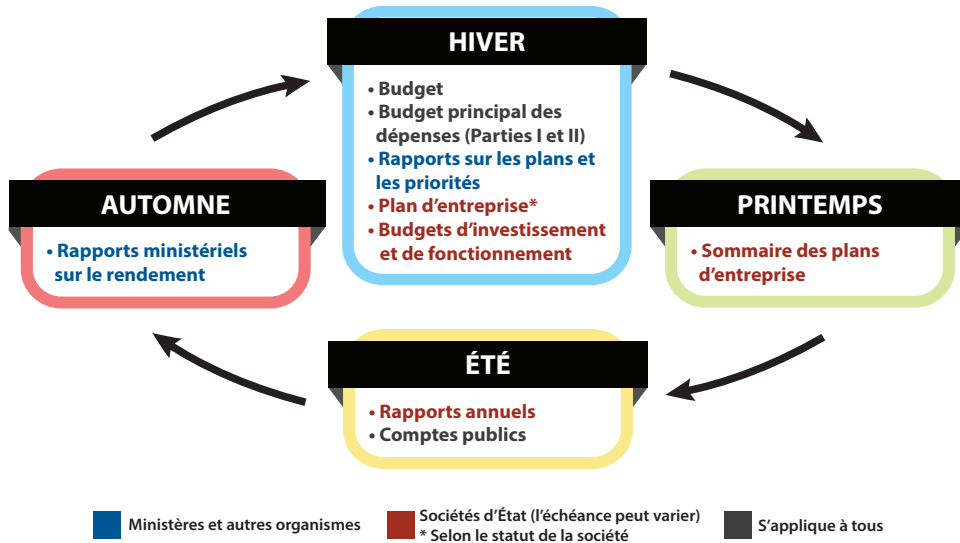 HIVER
• Budget
• Budget principal des
dépenses (Parties I et II)
• Rapports sur les plans et
les priorités
• Plan d'entreprise*
• Budgets d'investissement
et de fonctionnement
PRINTEMPS
• Sommaire des plans
d'entreprise
ÉTÉ
• Rapports annuels
• Comptes publics
AUTOMNE
• Rapports ministériels
sur le rendement
Ministères et autres organismes
Sociétés d'État (l'échéance peut varier)
* Selon le statut de la société
S'applique à tous